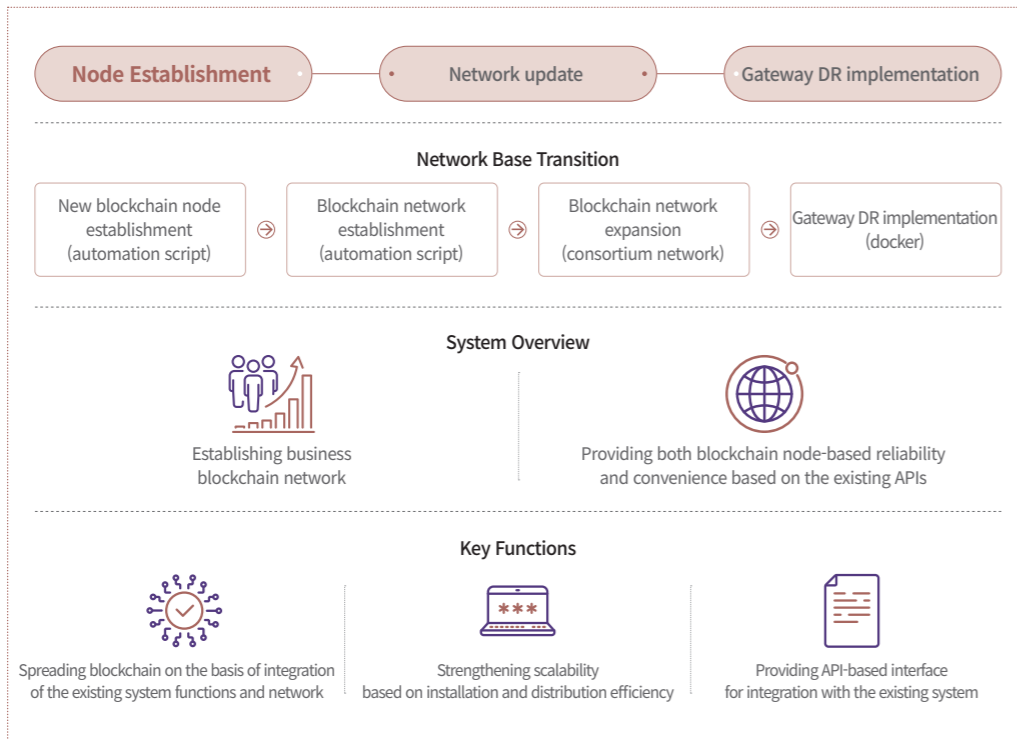 Node Establishment
Network update
Gateway DR implementation
Network Base Transition
New blockchain node
establishment
(automation script)
Blockchain network
establishment
(automation script)
Blockchain network
expansion
(consortium network)
Gateway DR implementation
(docker)
System Overview
Establishing business
blockchain network
Providing both blockchain node-based reliability
and convenience based on the existing APIs
Key Functions
Spreading blockchain on the basis of integration
of the existing system functions and network
***
Strengthening scalability
based on installation and distribution efficiency
Providing API-based interface
for integration with the existing system